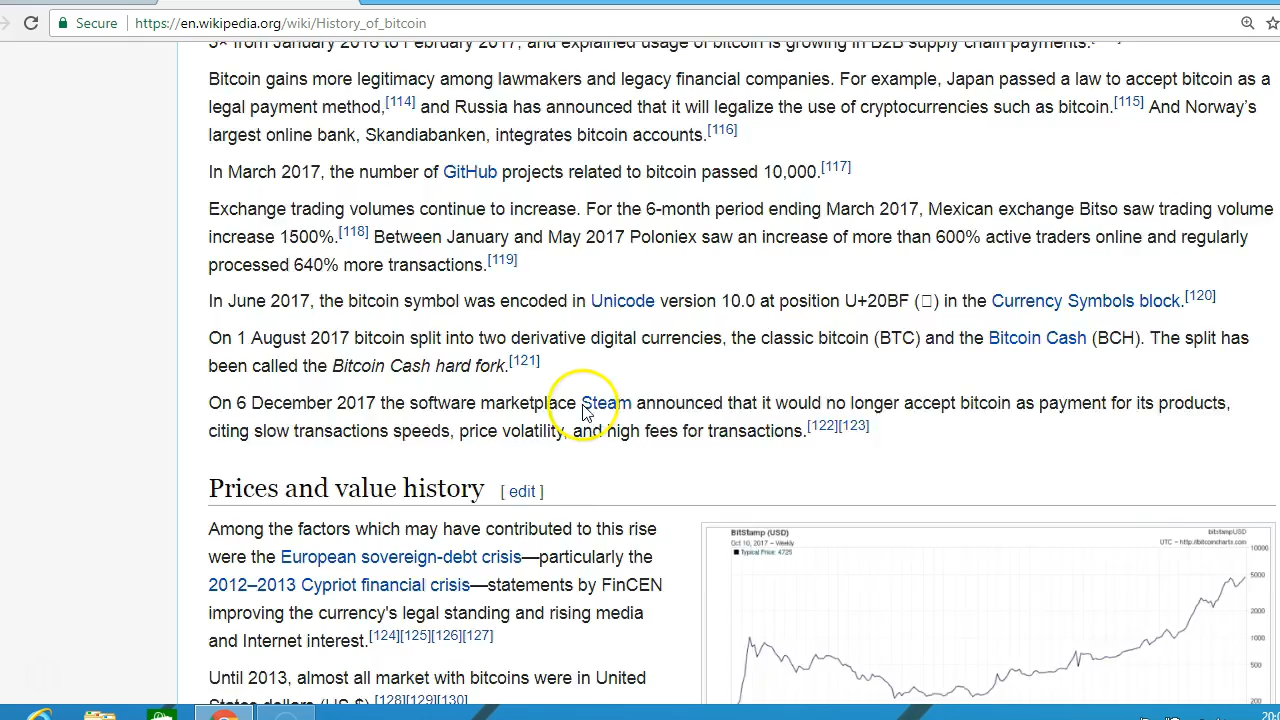 Secure
https://en.wikipedia.org/wiki/History_of_bitcoin
3× from January 2016 to February 2017, and explained usage of bitcoin is growing in B2B supply chain payments.
Bitcoin gains more legitimacy among lawmakers and legacy financial companies. For example, Japan passed a law to accept bitcoin as a
legal payment method,[114] and Russia has announced that it will legalize the use of cryptocurrencies such as bitcoin.[115] And Norway's
largest online bank, Skandiabanken, integrates bitcoin accounts.[116]
In March 2017, the number of GitHub projects related to bitcoin passed 10,000.[117]
Exchange trading volumes continue to increase. For the 6-month period ending March 2017, Mexican exchange Bitso saw trading volume
increase 1500%.[118] Between January and May 2017 Poloniex saw an increase of more than 600% active traders online and regularly
processed 640% more transactions.[119]
In June 2017, the bitcoin symbol was encoded in Unicode version 10.0 at position U+20BF (□) in the Currency Symbols block.[120]
On 1 August 2017 bitcoin split into two derivative digital currencies, the classic bitcoin (BTC) and the Bitcoin Cash (BCH). The split has
been called the Bitcoin Cash hard fork.[121]
On 6 December 2017 the software marketplace Steam announced that it would no longer accept bitcoin as payment for its products,
citing slow transactions speeds, price volatility, and high fees for transactions.[122][123]
Prices and value history [ edit ]
Among the factors which may have contributed to this rise
were the European sovereign-debt crisis—particularly the
2012–2013 Cypriot financial crisis—statements by FinCEN
improving the currency's legal standing and rising media
and Internet interest.[124][125][126][127]
Until 2013, almost all market with bitcoins were in United
States dollars (US $).[128][129][130]
BitStamp (USD)
bitstampUSD
Oct 10, 2017 - Weekly
UTC - http://bitcoincharts.com
Typical Price: 4725
10000
5000
2000
1000
500
200